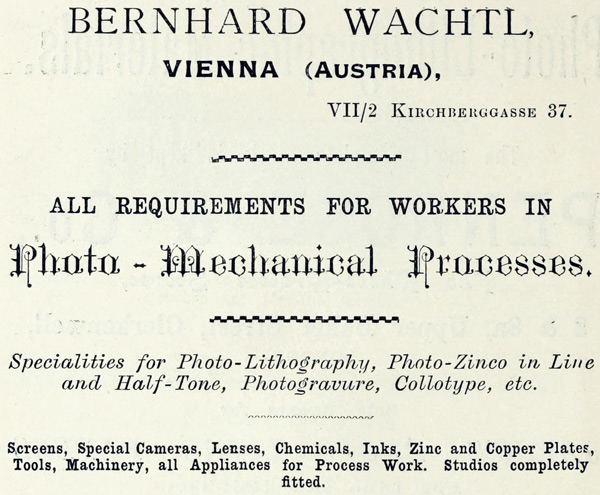 BERNHARD WACHTL,
VIENNA (AUSTRIA),
VII/2 KIRCHBERGGASSE 37.
ALL REQUIREMENTS FOR WORKERS IN
Photo-Mechanical Processes.
Specialities for Photo-Lithography, Photo-Zinco in Line
and Half-Tone, Photogravure, Collotype, etc.
Screens, Special Cameras, Lenses, Chemicals, Inks, Zinc and Copper Plates,
Tools, Machinery, all Appliances for Process Work. Studios completely
fitted.